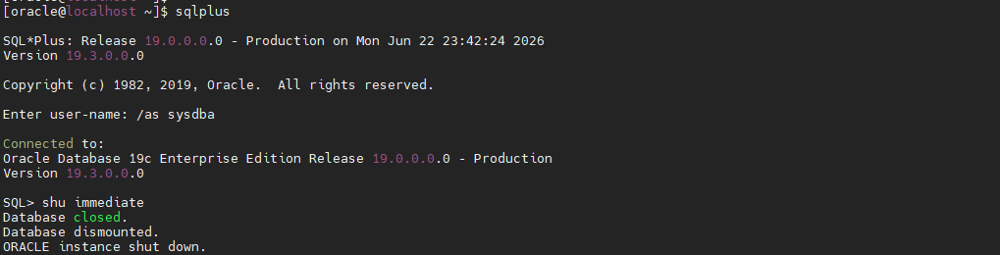 [oracle@localhost ~]$
[oracle@localhost ~]$ sqlplus
SQL*Plus: Release 19.0.0.0.0 - Production on Mon Jun 22 23:42:24 2026
Version 19.3.0.0.0
Copyright (c) 1982, 2019, Oracle.  All rights reserved.
Enter user-name: /as sysdba
Connected to:
Oracle Database 19c Enterprise Edition Release 19.0.0.0.0 - Production
Version 19.3.0.0.0
SQL> shu immediate
Database closed.
Database dismounted.
ORACLE instance shut down.